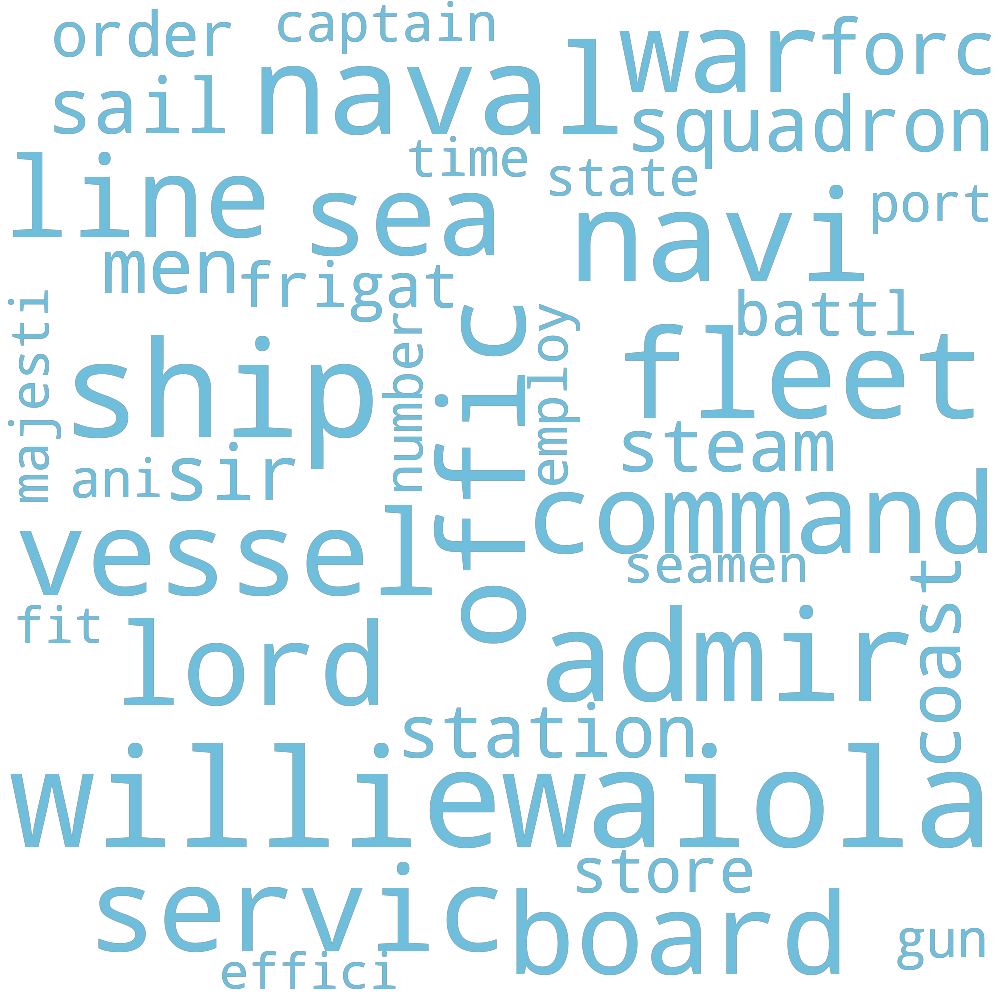 order captain
naval war forc
sail squadron
time state
line sea navi port
men frigat
majesti number employ battl
ship offic fleet
ani sir steam
vessel command
seamen
fit coast
lord admir
station
williewaiola
store
servic board gun
effici